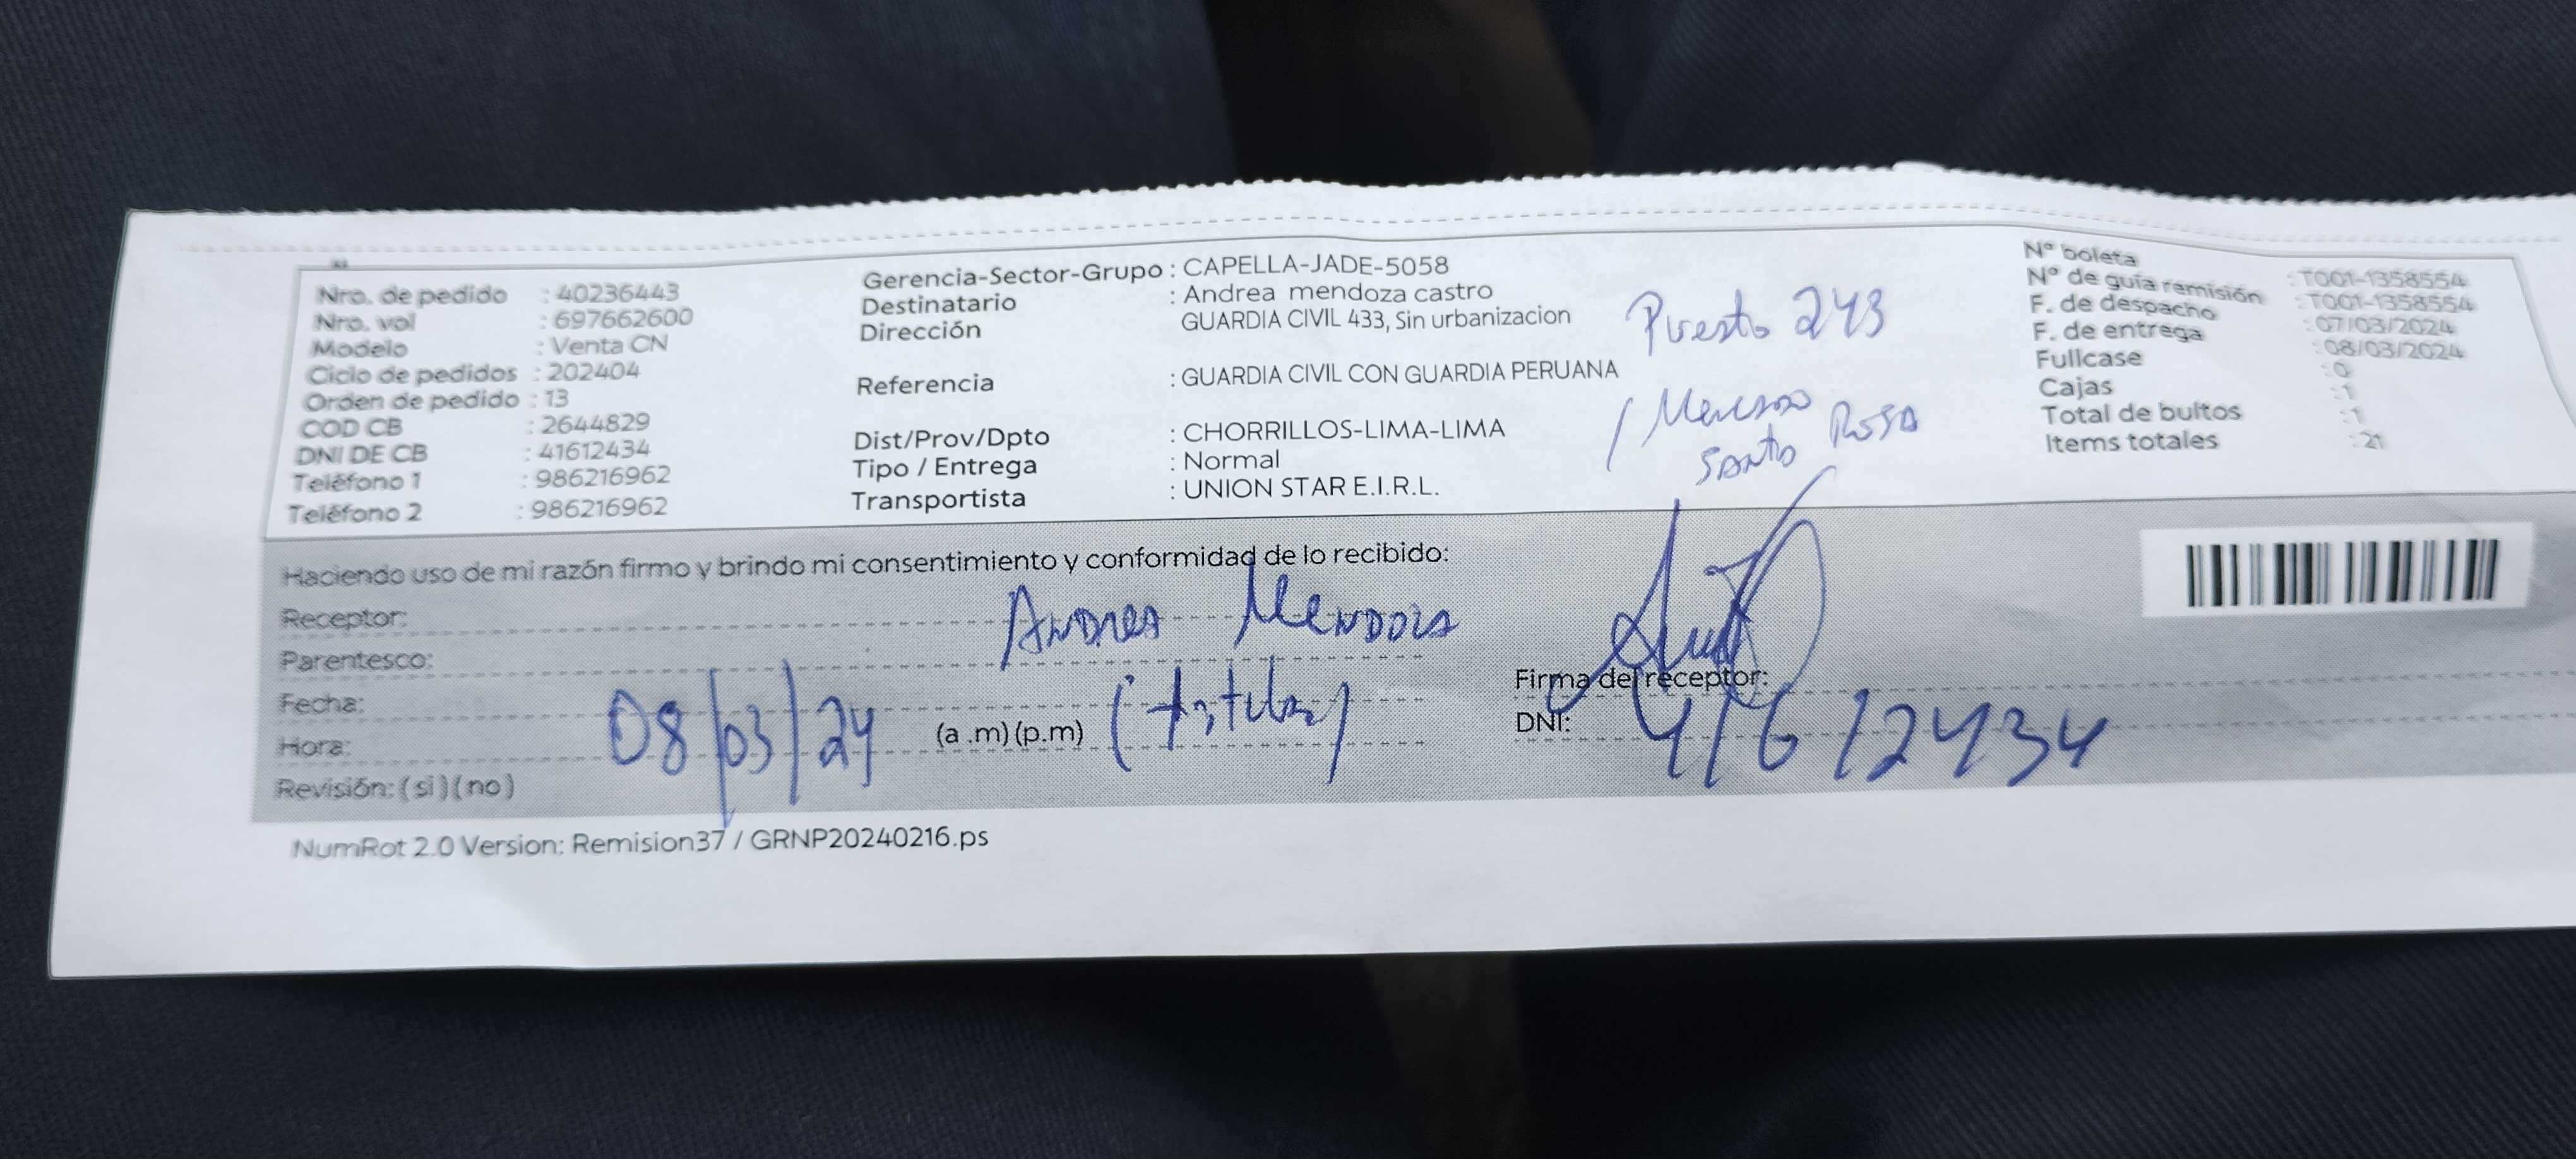 Nro. de pedido : 40236443
Nro. vol : 697662600
Modelo : Venta CN
Ciclo de pedidos : 202404
Orden de pedido : 13
COD CB : 2644829
DNI DE CB : 41612434
Teléfono 1 : 986216962
Teléfono 2 : 986216962
Gerencia-Sector-Grupo : CAPELLA-JADE-5058
Destinatario : Andrea mendoza castro
Dirección GUARDIA CIVIL 433, Sin urbanizacion
Referencia : GUARDIA CIVIL CON GUARDIA PERUANA
Dist/Prov/Dpto : CHORRILLOS-LIMA-LIMA
Tipo / Entrega : Normal
Transportista : UNION STAR E.I.R.L.
Puesto 243
Santa Rosa
Nº boleta : T001-1358554
Nº de guía remisión : T001-1358554
F. de despacho : 07/03/2024
F. de entrega : 08/03/2024
Fullcase : 0
Cajas : 1
Total de bultos : 1
Items totales : 21
Haciendo uso de mi razón firmo y brindo mi consentimiento y conformidad de lo recibido:
Receptor: Andrea Mendoza
Parentesco:
Fecha: 08/03/24
Hora: (a .m) (p.m) (titular)
Revisión: ( si ) ( no )
Firma del receptor:
DNI: 41612434
NumRot 2.0 Version: Remision37 / GRNP20240216.ps